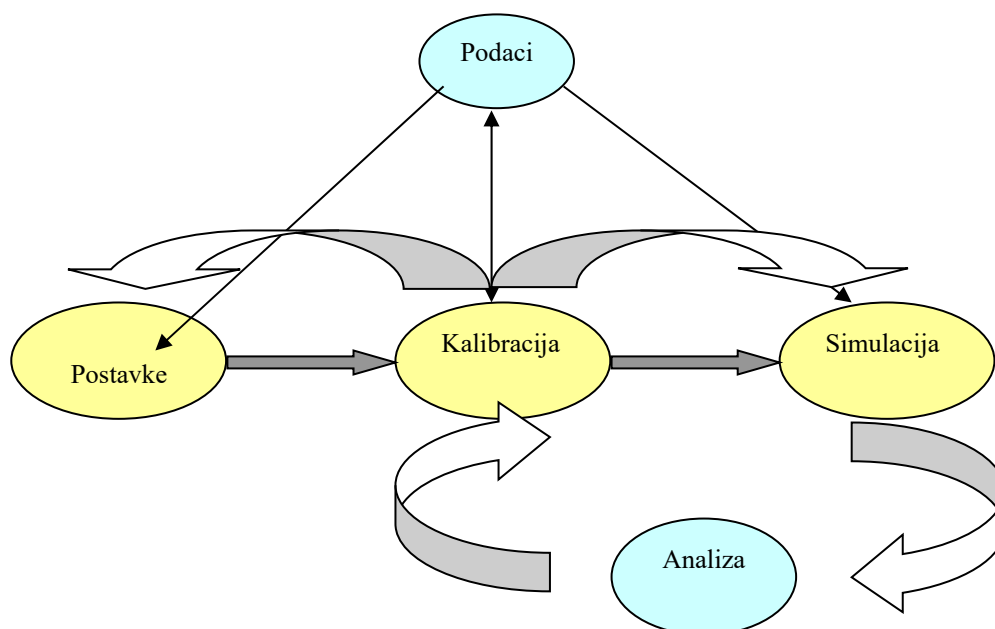 Podaci
Postavke
Kalibracija
Simulacija
Analiza